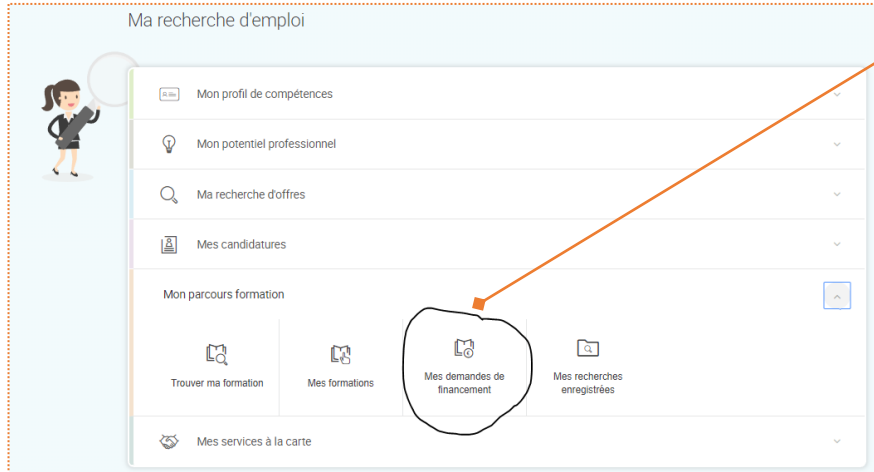 Ma recherche d'emploi
Mon profil de compétences
Mon potentiel professionnel
Ma recherche d'offres
Mes candidatures
Mon parcours formation
Trouver ma formation
Mes formations
Mes demandes de
financement
Mes recherches
enregistrées
Mes services à la carte